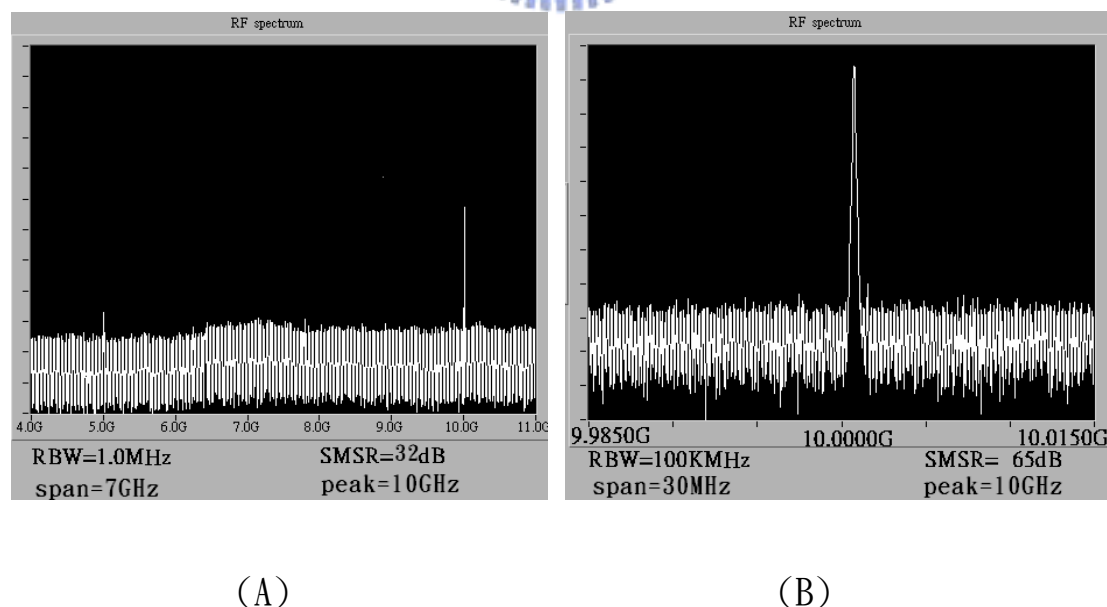 RF spectrum
4.0G 5.0G 6.0G 7.0G 8.0G 9.0G 10.0G 11.0G
RBW=1.0MHz SMSR=32dB
span=7GHz peak=10GHz
(A)
RF spectrum
9.9850G 10.0000G 10.0150G
RBW=100KMHz SMSR= 65dB
span=30MHz peak=10GHz
(B)